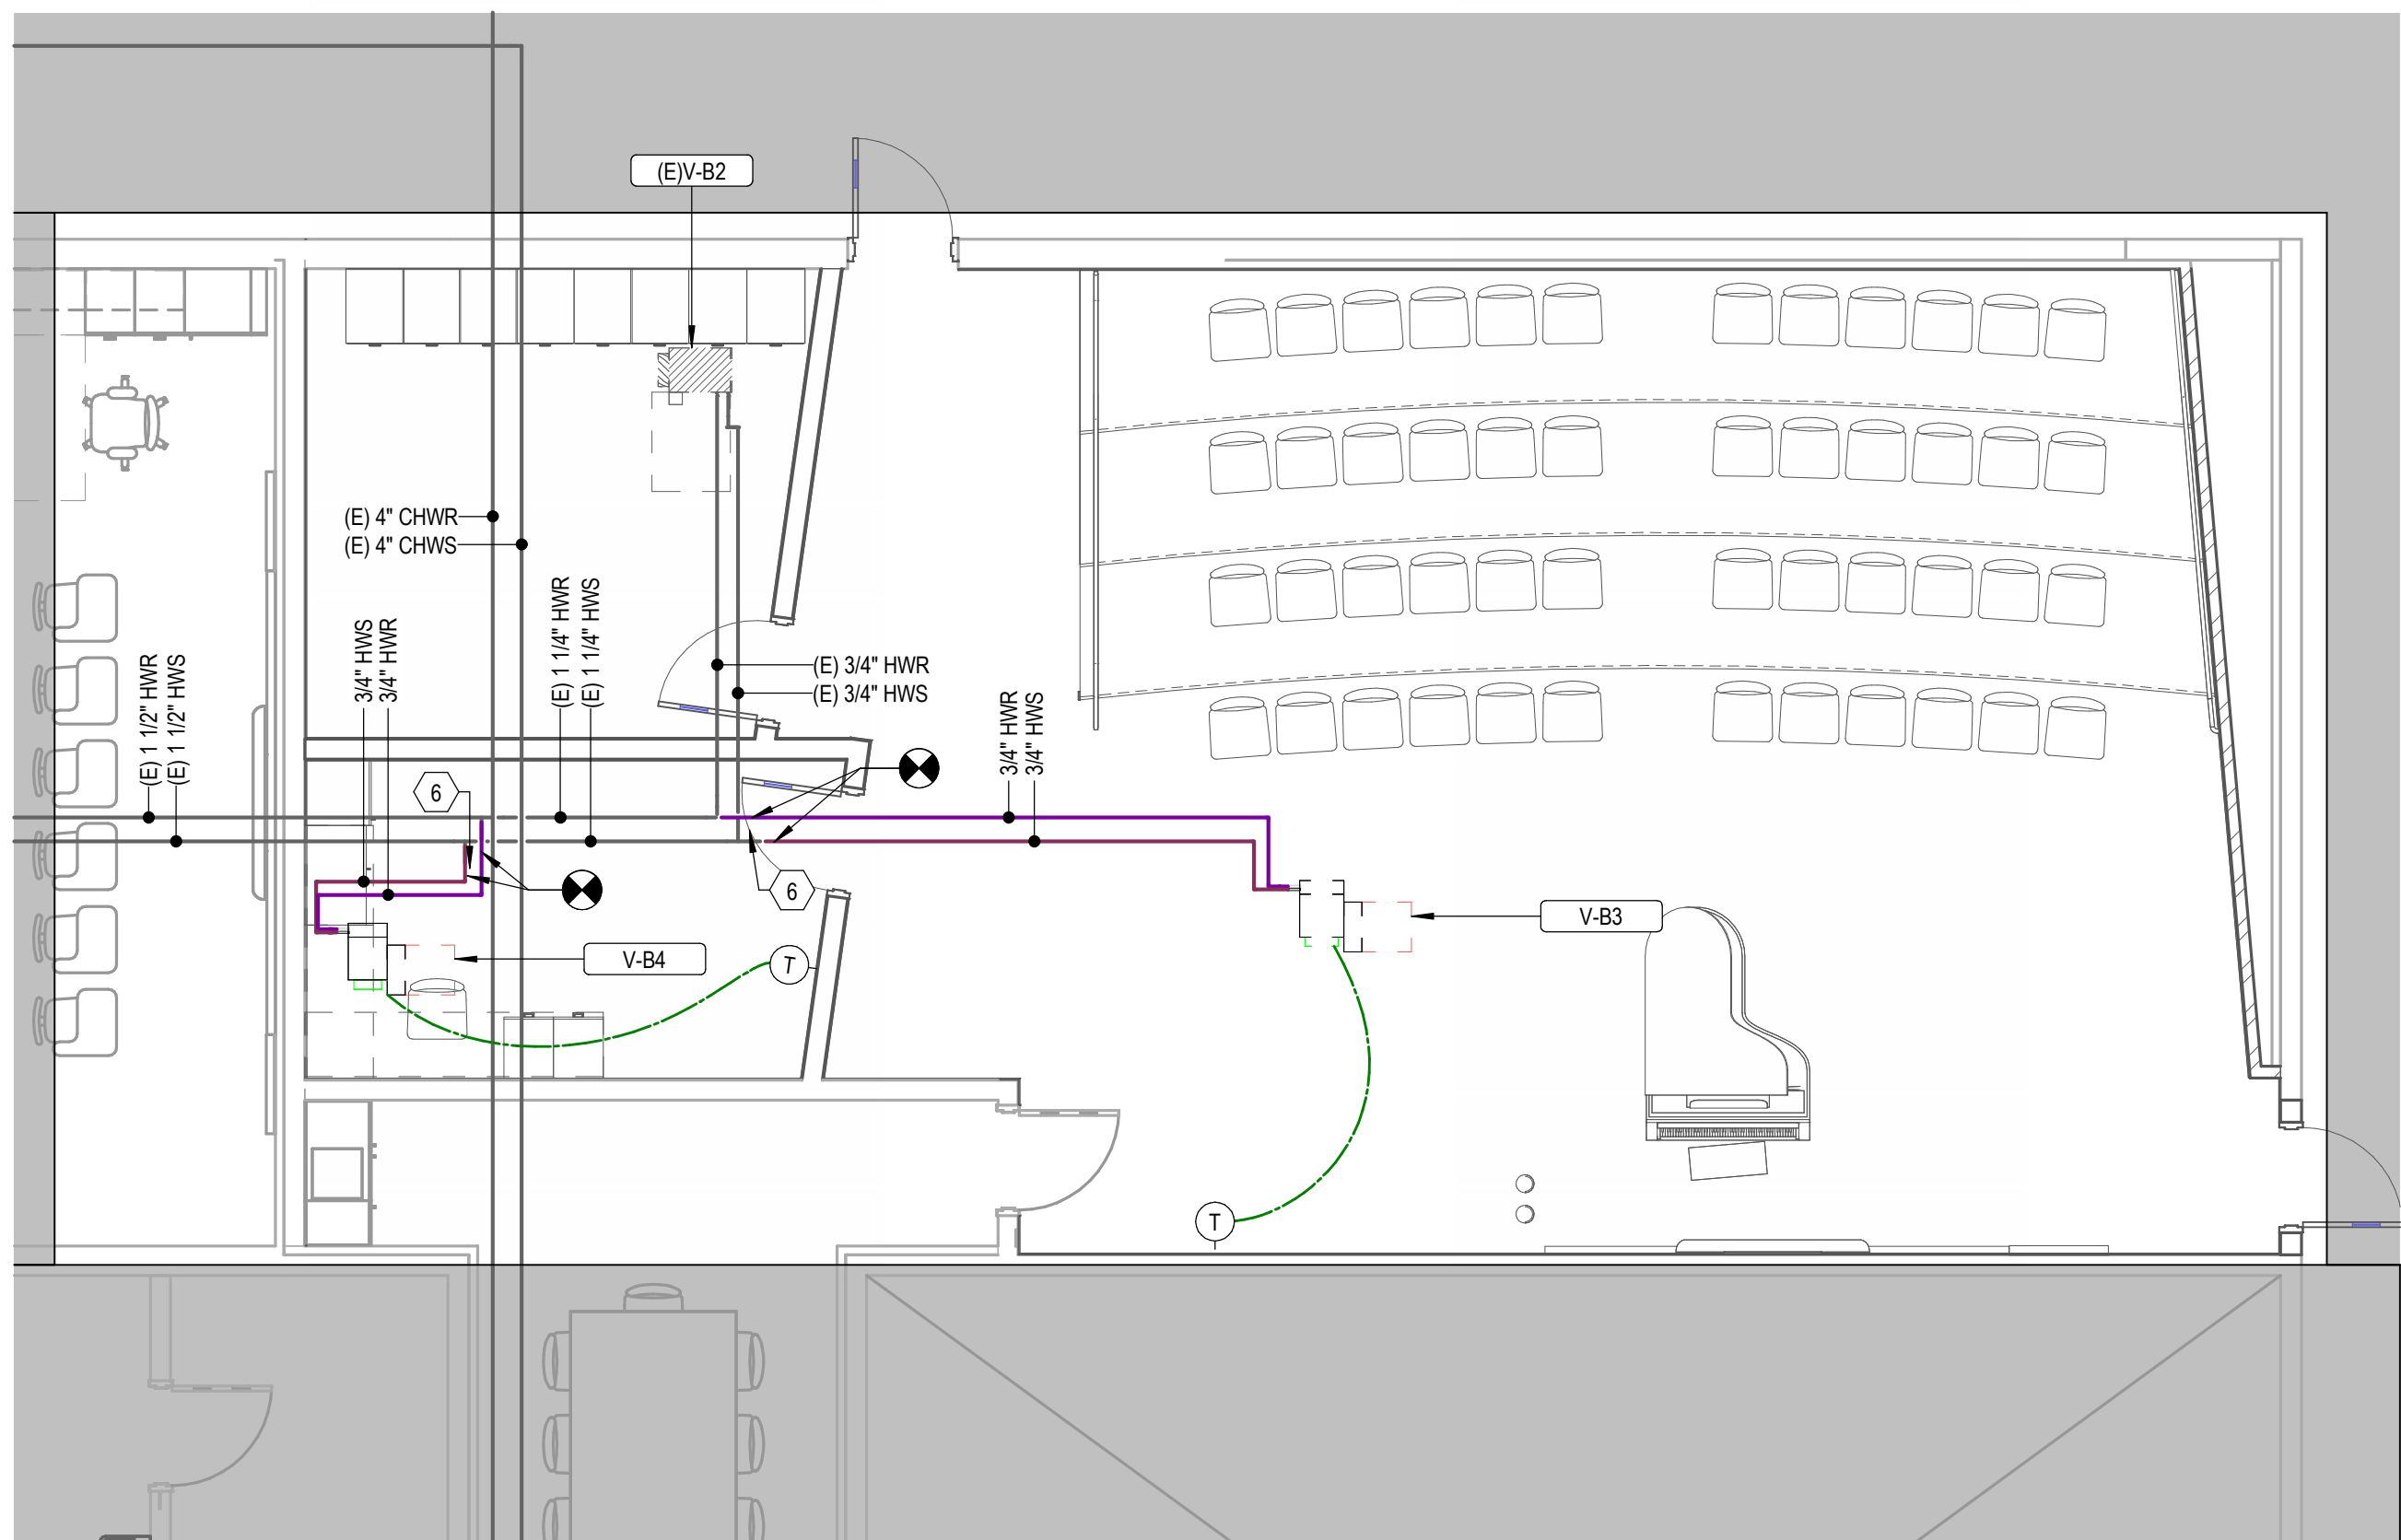 (E)V-B2
(E) 4" CHWR
(E) 4" CHWS
(E) 1 1/4" HWR
(E) 1 1/4" HWS
3/4" HWS
3/4" HWR
(E) 1 1/2" HWR
(E) 1 1/2" HWS
(E) 3/4" HWR
(E) 3/4" HWS
3/4" HWR
3/4" HWS
6
6
V-B3
V-B4
T
T